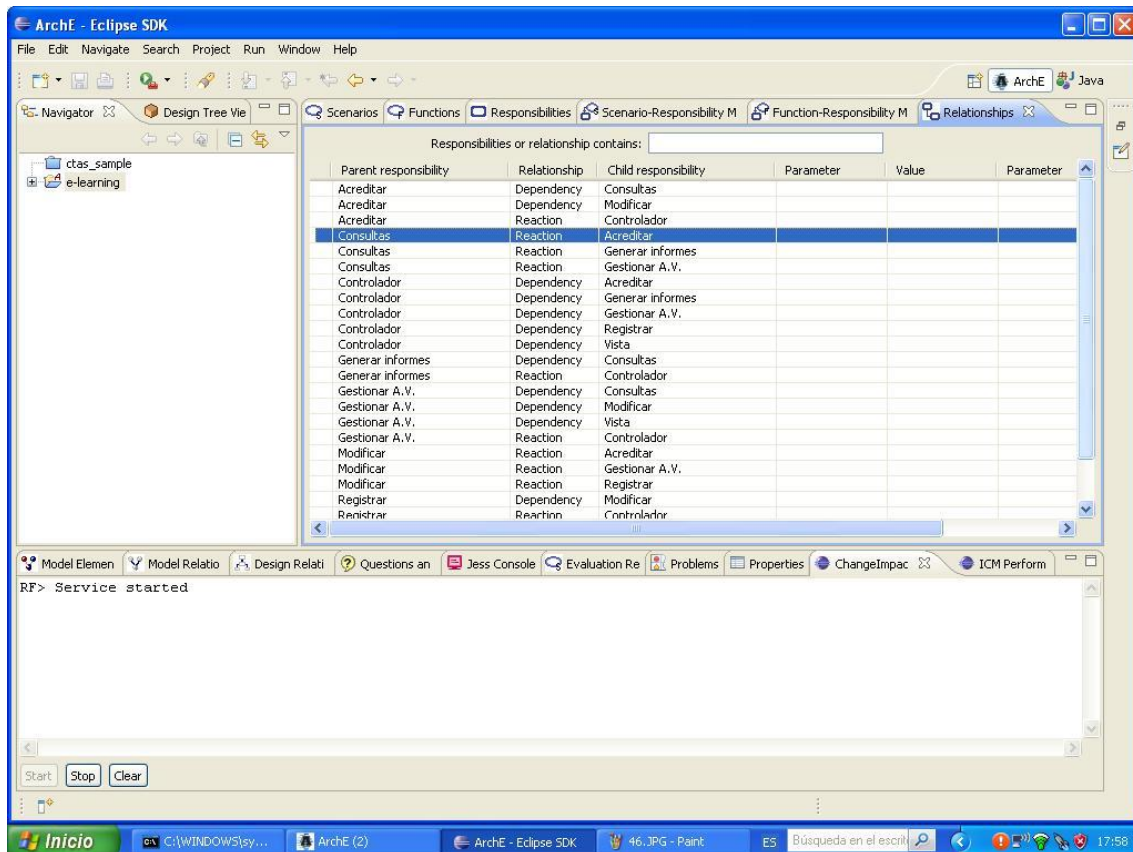 ArchE - Eclipse SDK
File Edit Navigate Search Project Run Window Help
ArchE Java
Navigator Design Tree Vie Scenarios Functions Responsibilities Scenario-Responsibility M Function-Responsibility M Relationships
Responsibilities or relationship contains:
ctas_sample
e-learning
Parent responsibility Relationship Child responsibility Parameter Value Parameter
Acreditar Dependency Consultas
Acreditar Dependency Modificar
Acreditar Reaction Controlador
Consultas Reaction Acreditar
Consultas Reaction Generar informes
Consultas Reaction Gestionar A.V.
Controlador Dependency Acreditar
Controlador Dependency Generar informes
Controlador Dependency Gestionar A.V.
Controlador Dependency Registrar
Controlador Dependency Vista
Generar informes Dependency Consultas
Generar informes Reaction Controlador
Gestionar A.V. Dependency Consultas
Gestionar A.V. Dependency Modificar
Gestionar A.V. Dependency Vista
Gestionar A.V. Reaction Controlador
Modificar Reaction Acreditar
Modificar Reaction Gestionar A.V.
Modificar Reaction Registrar
Registrar Dependency Modificar
Registrar Reaction Controlador
Model Elemen Model Relatio Design Relati Questions an Jess Console Evaluation Re Problems Properties ChangeImpac ICM Perform
RF> Service started
Start Stop Clear
Inicio C:\WINDOWS\sy... ArchE (2) ArchE - Eclipse SDK 46.JPG - Paint ES Búsqueda en el escrit 17:58